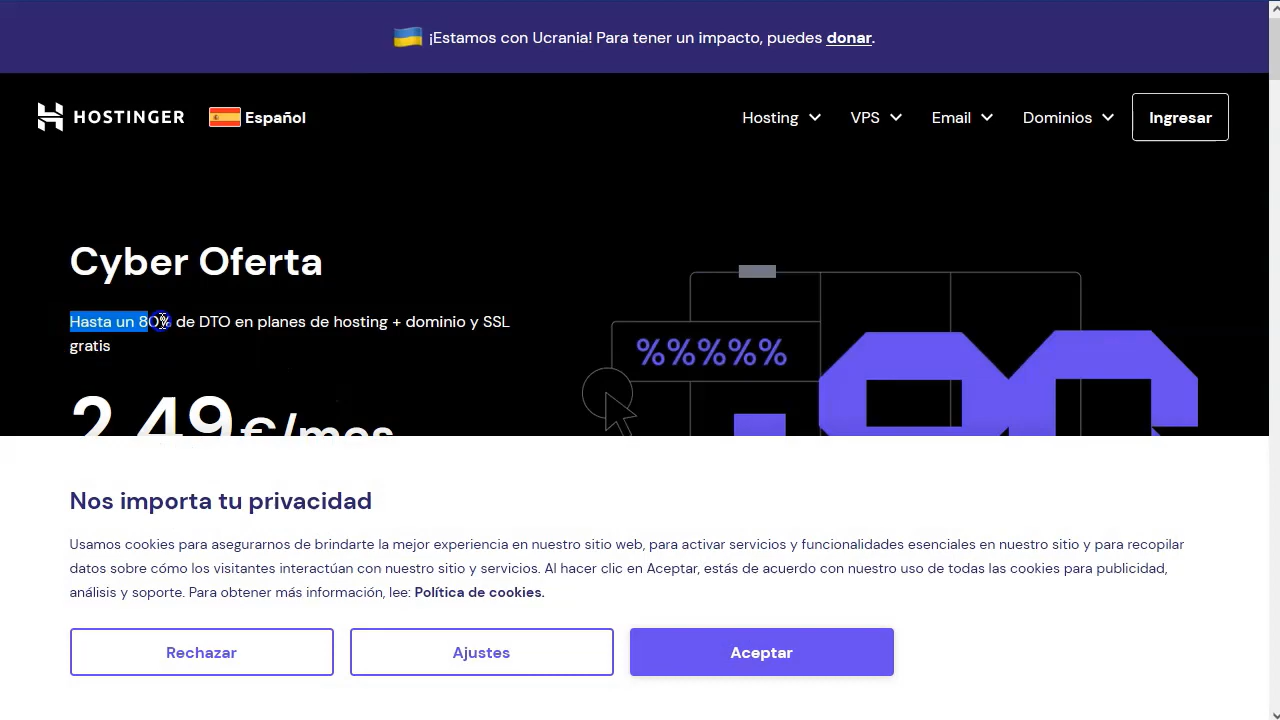 ¡Estamos con Ucrania! Para tener un impacto, puedes donar.
HOSTINGER
Español
Hosting
VPS
Email
Dominios
Ingresar
Cyber Oferta
Hasta un 80% de DTO en planes de hosting + dominio y SSL
gratis
%%%%%
2,49€/mes
Nos importa tu privacidad
Usamos cookies para asegurarnos de brindarte la mejor experiencia en nuestro sitio web, para activar servicios y funcionalidades esenciales en nuestro sitio y para recopilar
datos sobre cómo los visitantes interactúan con nuestro sitio y servicios. Al hacer clic en Aceptar, estás de acuerdo con nuestro uso de todas las cookies para publicidad,
análisis y soporte. Para obtener más información, lee: Política de cookies.
Rechazar
Ajustes
Aceptar